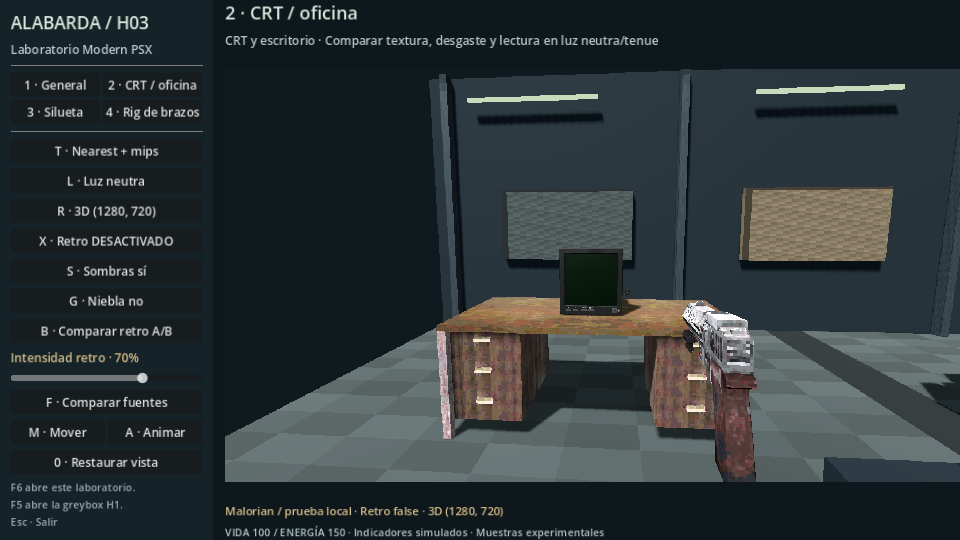 ALABARDA / H03
Laboratorio Modern PSX
1 · General
2 · CRT / oficina
3 · Silueta
4 · Rig de brazos
T · Nearest + mips
L · Luz neutra
R · 3D (1280, 720)
X · Retro DESACTIVADO
S · Sombras sí
G · Niebla no
B · Comparar retro A/B
Intensidad retro · 70%
F · Comparar fuentes
M · Mover
A · Animar
0 · Restaurar vista
F6 abre este laboratorio.
F5 abre la greybox H1.
Esc · Salir
2 · CRT / oficina
CRT y escritorio · Comparar textura, desgaste y lectura en luz neutra/tenue
Malorian / prueba local · Retro false · 3D (1280, 720)
VIDA 100 / ENERGÍA 150 · Indicadores simulados · Muestras experimentales